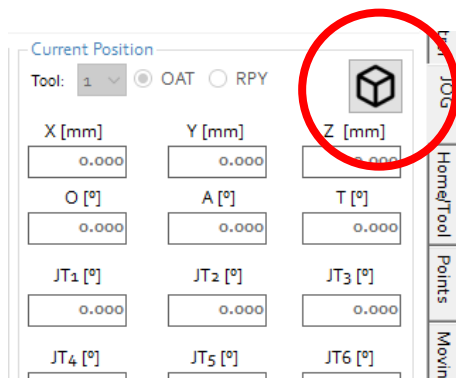 Current Position
Tool: 1 OAT RPY
X [mm] Y [mm] Z [mm]
0.000 0.000 0.000
O [º] A [º] T [º]
0.000 0.000 0.000
JT1 [º] JT2 [º] JT3 [º]
0.000 0.000 0.000
JT4 [º] JT5 [º] JT6 [º]
JOG
Home/Tool
Points